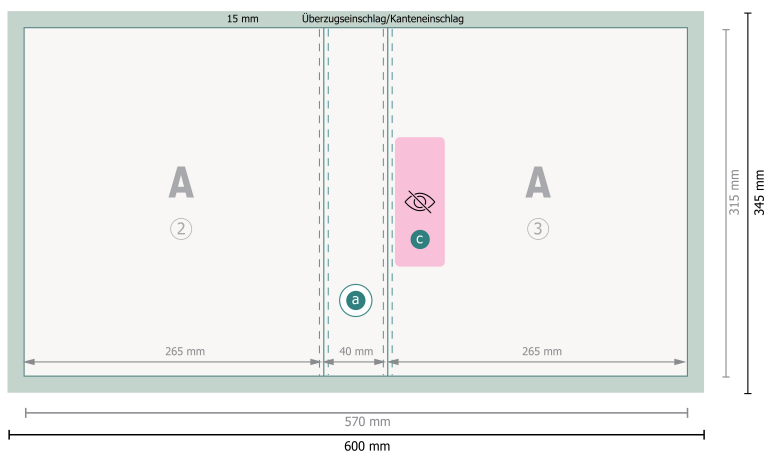 15 mm Überzugseinschlag/Kanteneinschlag
A A
2 3
c
a
265 mm 40 mm 265 mm
315 mm
345 mm
570 mm
600 mm